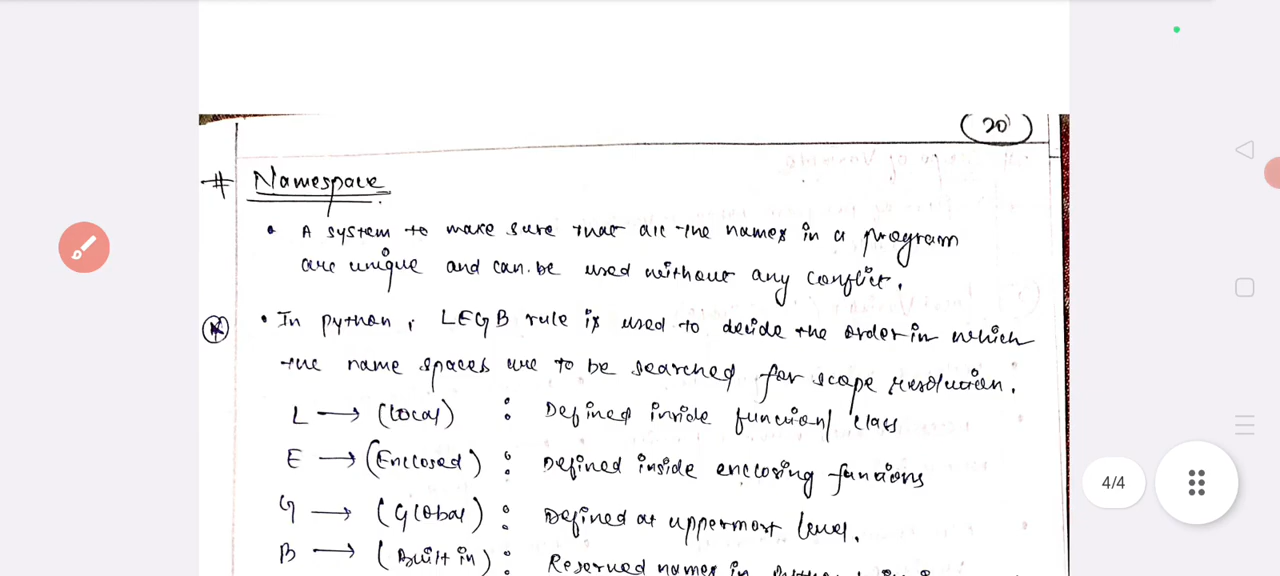 (20)
# Namespace
• A system to make sure that all the names in a program
are unique and can be used without any conflict.
• In python, LEGB rule is used to decide the order in which
the name spaces are to be searched for scope resolution.
L → (Local) : Defined inside function/class
E → (Enclosed) : Defined inside enclosing functions
G → (Global) : Defined at uppermost level.
B → (Built in) : Reserved names in
4/4